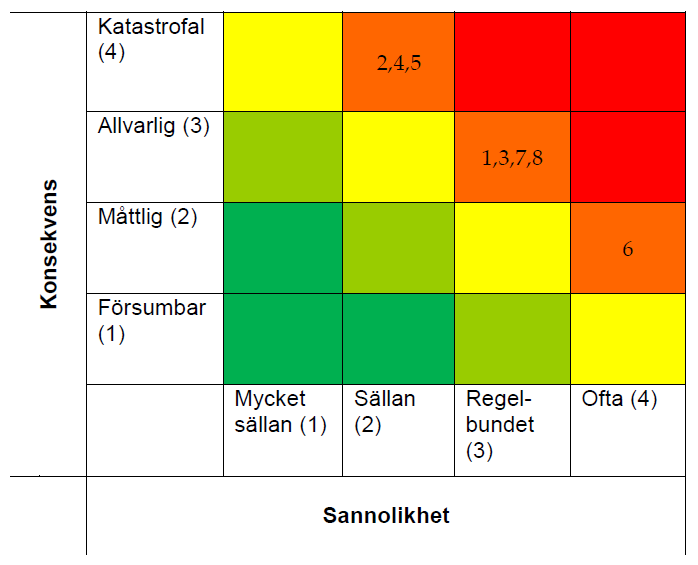 Konsekvens
Katastrofal
(4)
2,4,5
Allvarlig (3)
1,3,7,8
Måttlig (2)
6
Försumbar
(1)
Mycket
sällan (1)
Sällan
(2)
Regel-
bundet
(3)
Ofta (4)
Sannolikhet